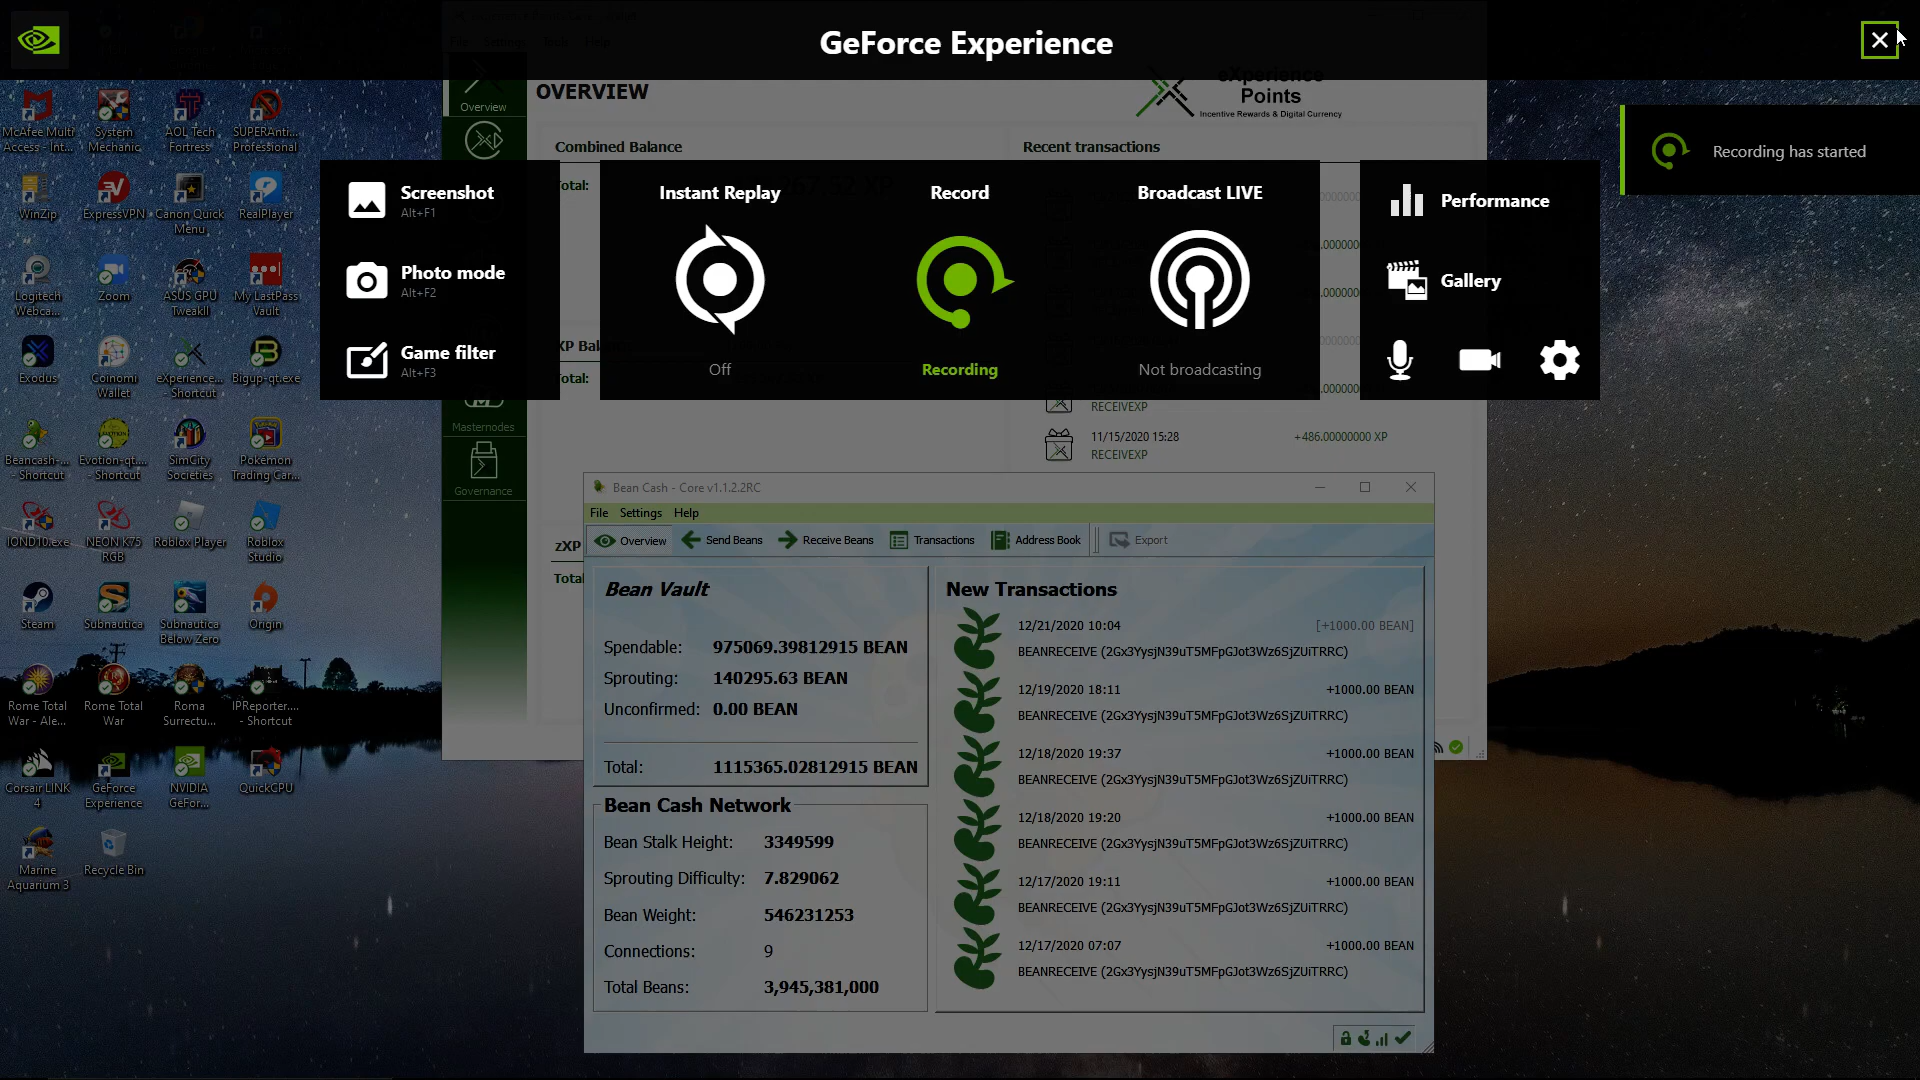 GeForce Experience
Recording has started
Screenshot
Alt+F1
Photo mode
Alt+F2
Game filter
Alt+F3
Instant Replay
Off
Record
Recording
Broadcast LIVE
Not broadcasting
Performance
Gallery
McAfee Multi
Access - Int...
System
Mechanic
AOL Tech
Fortress
SUPERAnti...
Professional
WinZip
ExpressVPN
Canon Quick
Menu
RealPlayer
Logitech
Webca...
Zoom
ASUS GPU
TweakII
My LastPass
Vault
Exodus
Coinomi
Wallet
eXperience...
- Shortcut
Bigup-qt.exe
Beancash-...
- Shortcut
Evotion-qt....
- Shortcut
SimCity
Societies
Pokemon
Trading Car...
IOND10.exe
NEON K75
RGB
Roblox Player
Roblox
Studio
Steam
Subnautica
Subnautica
Below Zero
Origin
Rome Total
War - Ale...
Rome Total
War
Roma
Surrectu...
IPReporter....
- Shortcut
Corsair LINK
4
GeForce
Experience
NVIDIA
GeFor...
QuickCPU
Marine
Aquarium 3
Recycle Bin
Overview
Masternodes
Governance
OVERVIEW
eXperience
Points
Incentive Rewards & Digital Currency
Combined Balance
Total:
XP Bal
Total:
zXP
Total
Recent transactions
RECEIVEXP
11/15/2020 15:28
+486.00000000 XP
RECEIVEXP
Bean Cash - Core v1.1.2.2RC
File Settings Help
Overview Send Beans Receive Beans Transactions Address Book Export
Bean Vault
Spendable: 975069.39812915 BEAN
Sprouting: 140295.63 BEAN
Unconfirmed: 0.00 BEAN
Total: 1115365.02812915 BEAN
Bean Cash Network
Bean Stalk Height: 3349599
Sprouting Difficulty: 7.829062
Bean Weight: 546231253
Connections: 9
Total Beans: 3,945,381,000
New Transactions
12/21/2020 10:04 [+1000.00 BEAN]
BEANRECEIVE (2Gx3YysjN39uT5MFpGJot3Wz6SjZUiTRRC)
12/19/2020 18:11 +1000.00 BEAN
BEANRECEIVE (2Gx3YysjN39uT5MFpGJot3Wz6SjZUiTRRC)
12/18/2020 19:37 +1000.00 BEAN
BEANRECEIVE (2Gx3YysjN39uT5MFpGJot3Wz6SjZUiTRRC)
12/18/2020 19:20 +1000.00 BEAN
BEANRECEIVE (2Gx3YysjN39uT5MFpGJot3Wz6SjZUiTRRC)
12/17/2020 19:11 +1000.00 BEAN
BEANRECEIVE (2Gx3YysjN39uT5MFpGJot3Wz6SjZUiTRRC)
12/17/2020 07:07 +1000.00 BEAN
BEANRECEIVE (2Gx3YysjN39uT5MFpGJot3Wz6SjZUiTRRC)